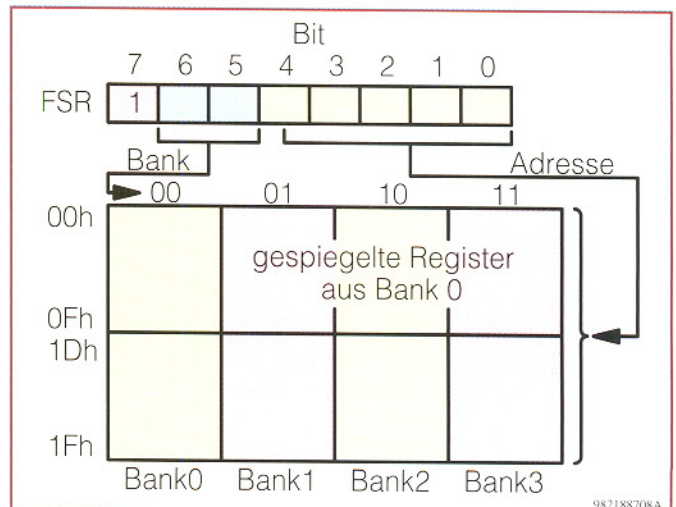 Bit
7 6 5 4 3 2 1 0
FSR 1
Bank Adresse
00 01 10 11
00h
gespiegelte Register
aus Bank 0
0Fh
1Dh
1Fh
Bank0 Bank1 Bank2 Bank3
982188708A